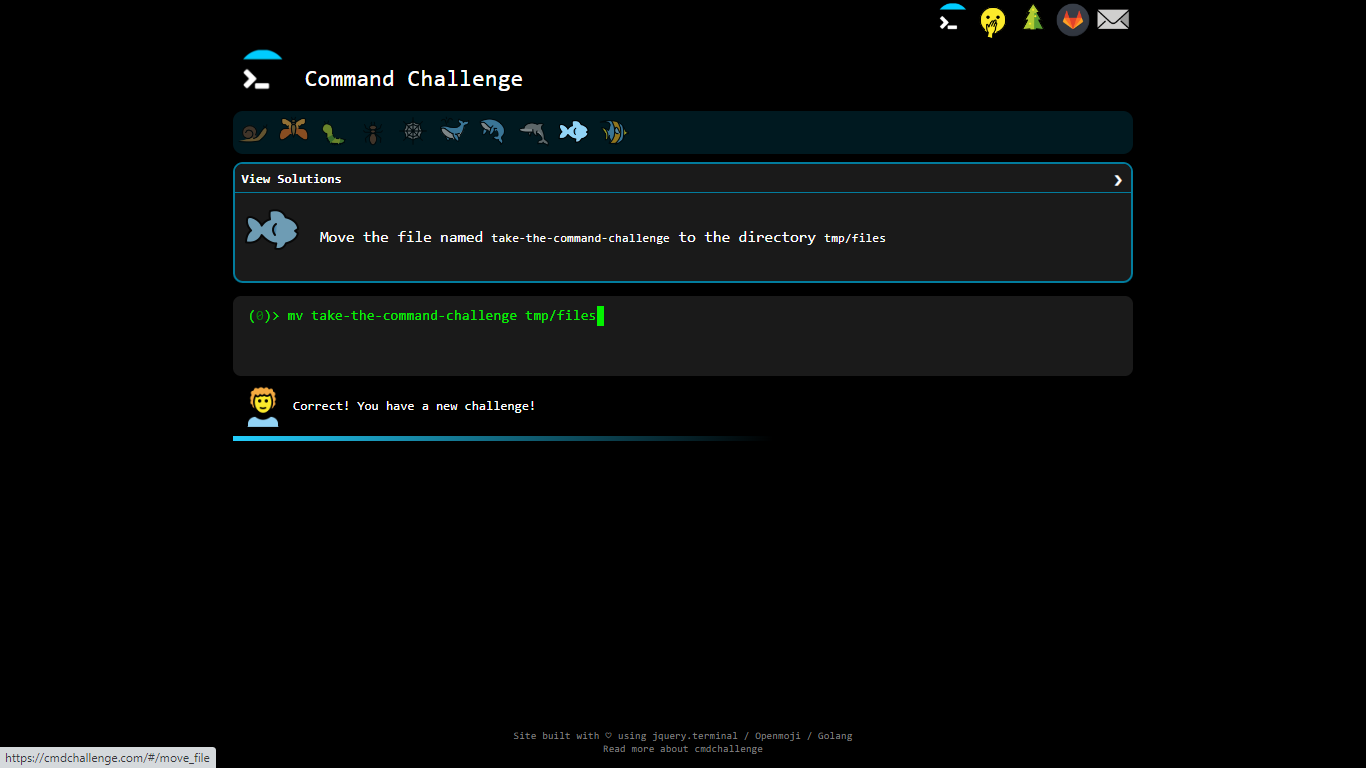 Command Challenge
View Solutions
Move the file named take-the-command-challenge to the directory tmp/files
(0)> mv take-the-command-challenge tmp/files
Correct! You have a new challenge!
Site built with ♡ using jquery.terminal / Openmoji / Golang
Read more about cmdchallenge
https://cmdchallenge.com/#/move_file